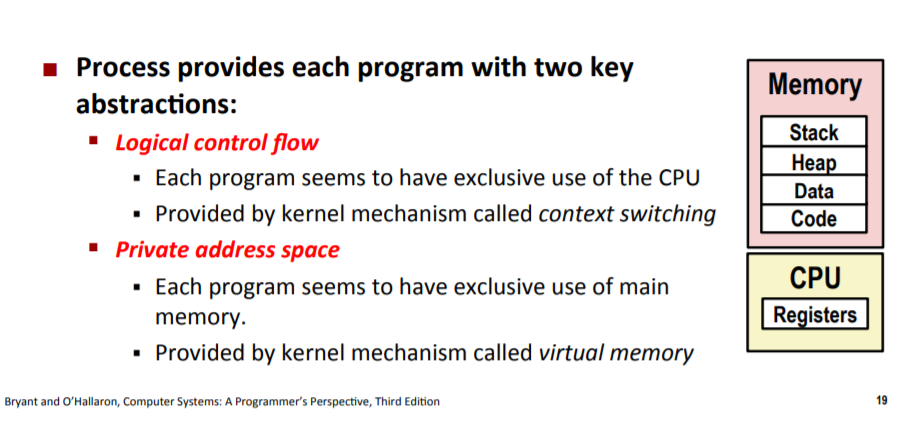 Process provides each program with two key
abstractions:
Logical control flow
Each program seems to have exclusive use of the CPU
Provided by kernel mechanism called context switching
Private address space
Each program seems to have exclusive use of main
memory.
Provided by kernel mechanism called virtual memory
Memory
Stack
Heap
Data
Code
CPU
Registers
Bryant and O’Hallaron, Computer Systems: A Programmer’s Perspective, Third Edition
19